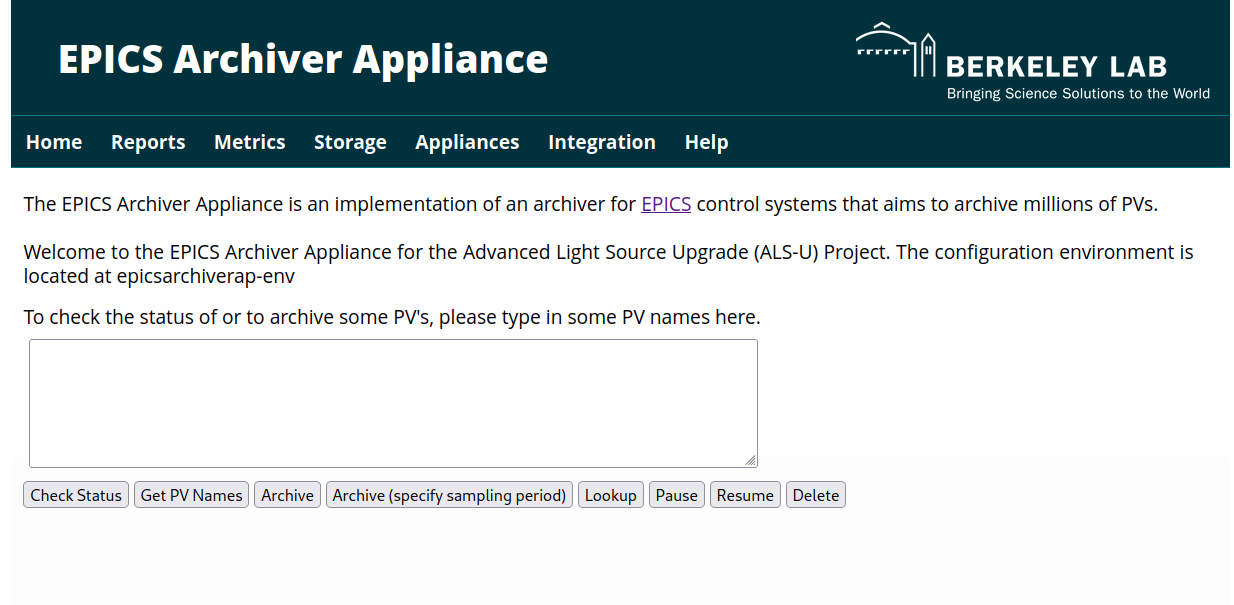 EPICS Archiver Appliance
BERKELEY LAB
Bringing Science Solutions to the World
Home Reports Metrics Storage Appliances Integration Help
The EPICS Archiver Appliance is an implementation of an archiver for EPICS control systems that aims to archive millions of PVs.
Welcome to the EPICS Archiver Appliance for the Advanced Light Source Upgrade (ALS-U) Project. The configuration environment is
located at epicsarchiverap-env
To check the status of or to archive some PV's, please type in some PV names here.
Check Status Get PV Names Archive Archive (specify sampling period) Lookup Pause Resume Delete